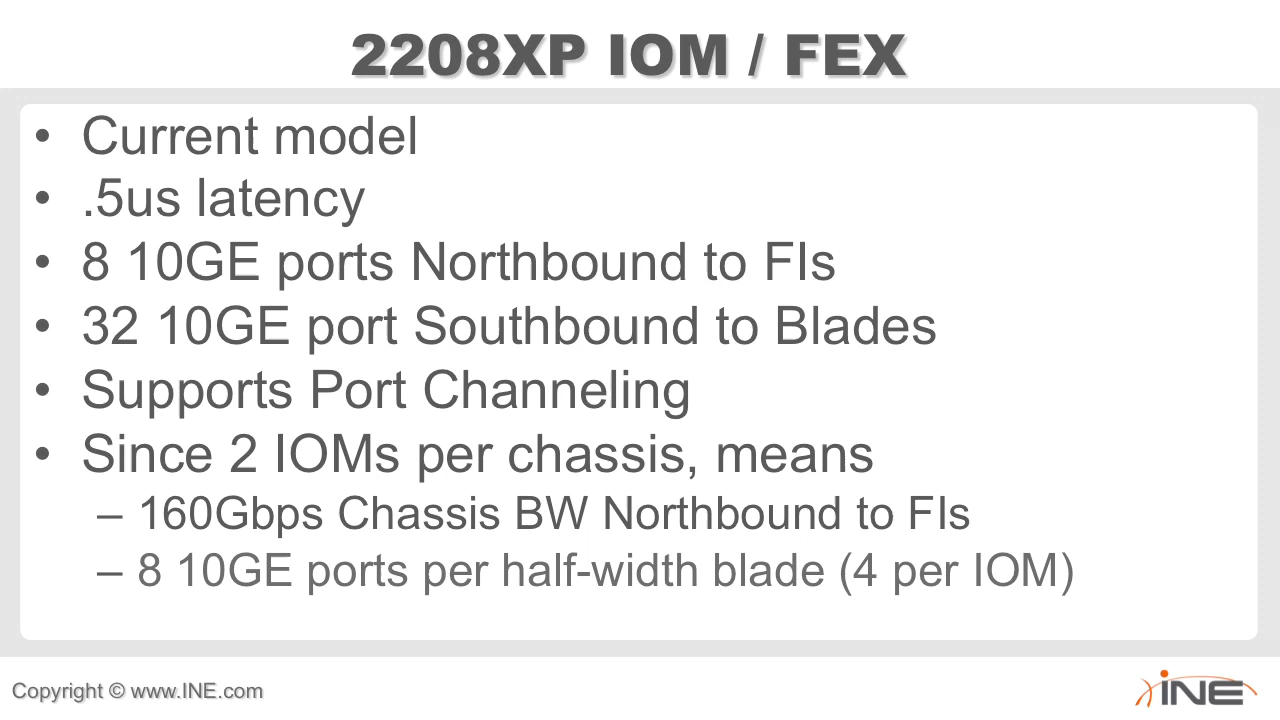 2208XP IOM / FEX
• Current model
• .5us latency
• 8 10GE ports Northbound to FIs
• 32 10GE port Southbound to Blades
• Supports Port Channeling
• Since 2 IOMs per chassis, means
– 160Gbps Chassis BW Northbound to FIs
– 8 10GE ports per half-width blade (4 per IOM)
Copyright © www.INE.com
iNE